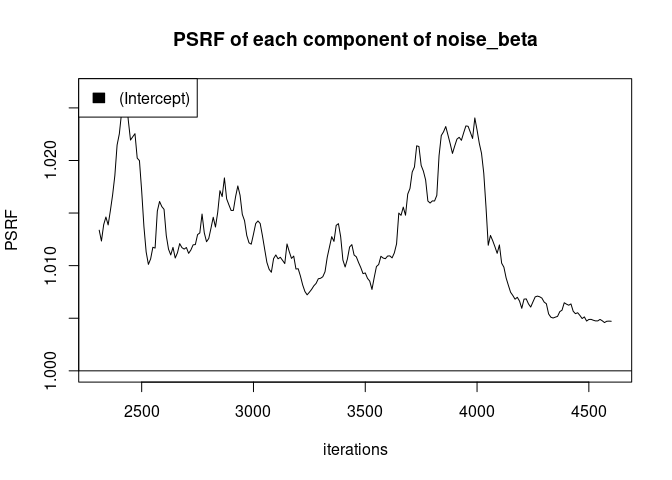 PSRF of each component of noise_beta
(Intercept)
PSRF
1.020
1.010
1.000
2500 3000 3500 4000 4500
iterations